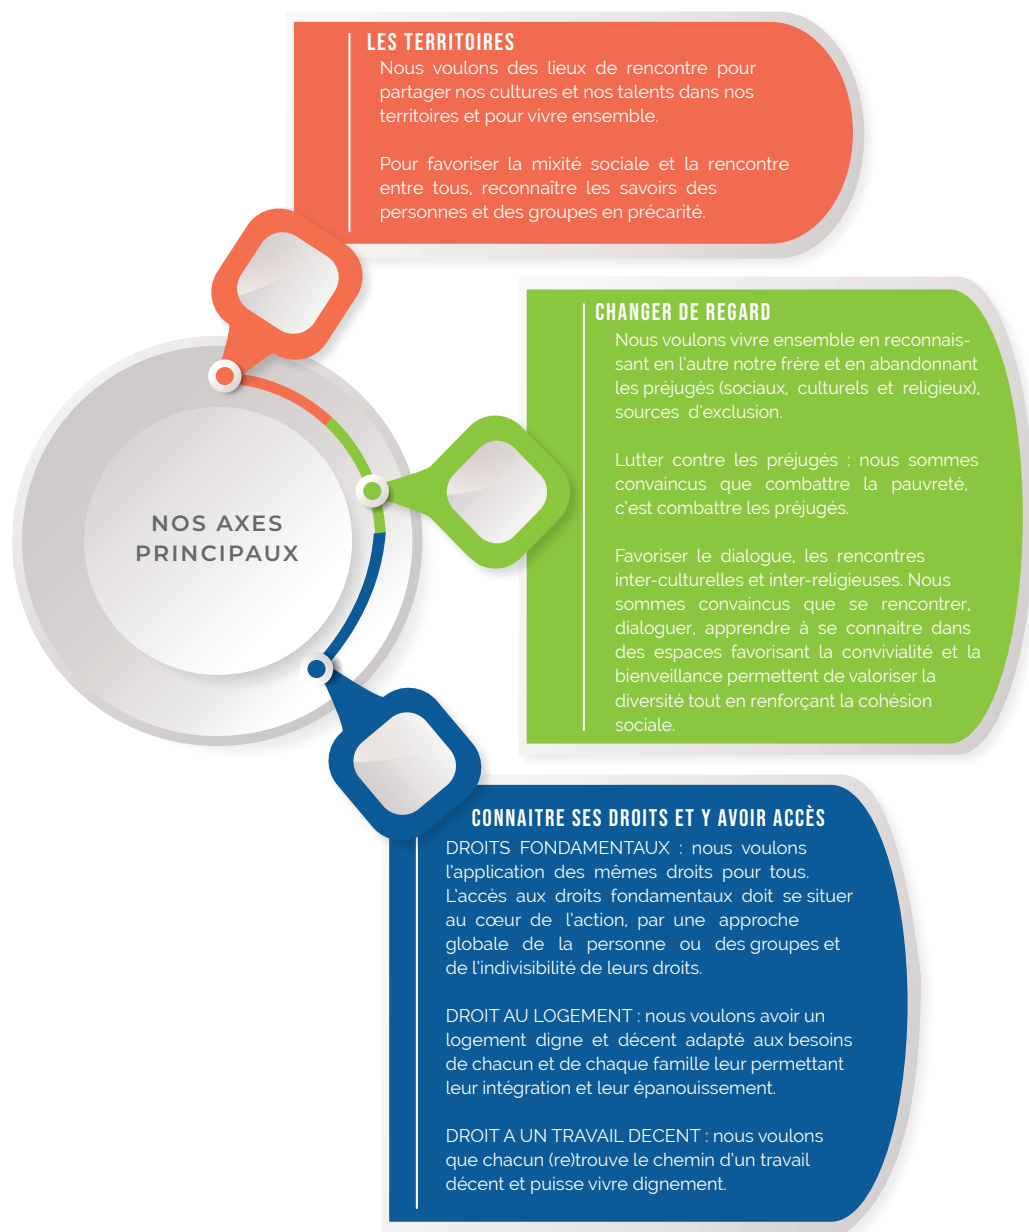 LES TERRITOIRES
Nous voulons des lieux de rencontre pour
partager nos cultures et nos talents dans nos
territoires et pour vivre ensemble.
Pour favoriser la mixité sociale et la rencontre
entre tous, reconnaître les savoirs des
personnes et des groupes en précarité.
CHANGER DE REGARD
Nous voulons vivre ensemble en reconnais-
sant en l'autre notre frère et en abandonnant
les préjugés (sociaux, culturels et religieux),
sources d'exclusion.
Lutter contre les préjugés : nous sommes
convaincus que combattre la pauvreté,
c'est combattre les préjugés.
Favoriser le dialogue, les rencontres
inter-culturelles et inter-religieuses. Nous
sommes convaincus que se rencontrer,
dialoguer, apprendre à se connaitre dans
des espaces favorisant la convivialité et la
bienveillance permettent de valoriser la
diversité tout en renforçant la cohésion
sociale.
NOS AXES
PRINCIPAUX
CONNAITRE SES DROITS ET Y AVOIR ACCÈS
DROITS FONDAMENTAUX : nous voulons
l'application des mêmes droits pour tous.
L'accès aux droits fondamentaux doit se situer
au cœur de l'action, par une approche
globale de la personne ou des groupes et
de l'indivisibilité de leurs droits.
DROIT AU LOGEMENT : nous voulons avoir un
logement digne et décent adapté aux besoins
de chacun et de chaque famille leur permettant
leur intégration et leur épanouissement.
DROIT A UN TRAVAIL DECENT : nous voulons
que chacun (re)trouve le chemin d'un travail
décent et puisse vivre dignement.